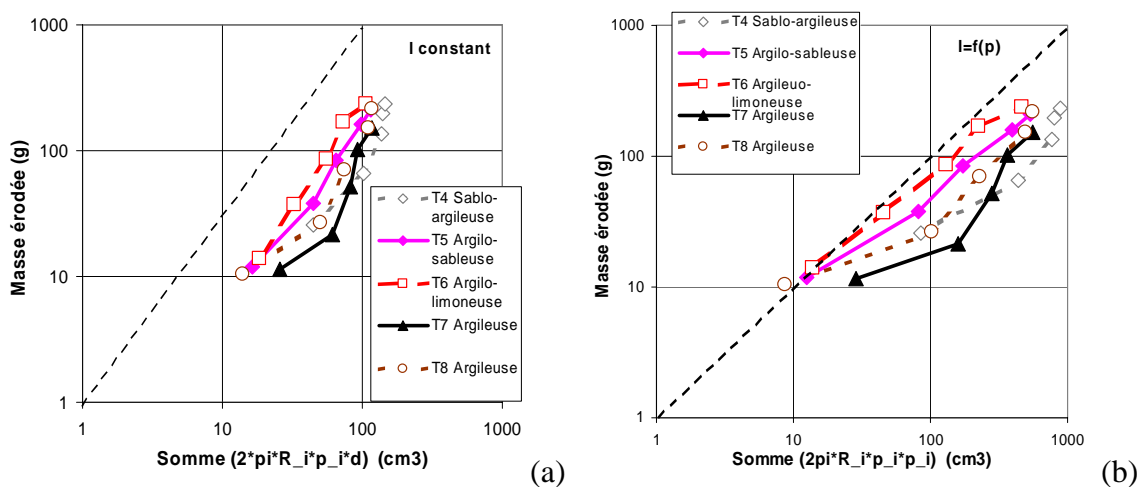 1000
100
10
1
Masse érodée (g)
I constant
T4 Sablo-
argileuse
T5 Argilo-
sableuse
T6 Argilo-
limoneuse
T7 Argileuse
T8 Argileuse
1
10
100
1000
Somme (2*pi*R_i*p_i*d) (cm3)
(a)
1000
100
10
1
Masse érodée (g)
T4 Sablo-argileuse
T5 Argilo-sableuse
T6 Argileuo-
limoneuse
T7 Argileuse
T8 Argileuse
I=f(p)
1
10
100
1000
Somme (2pi*R_i*p_i*p_i) (cm3)
(b)